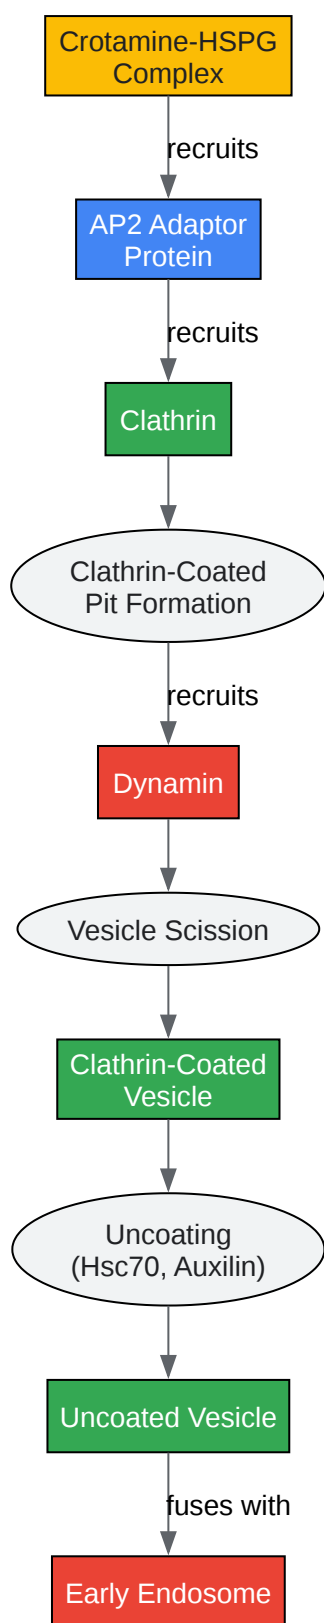 Crotamine-HSPG
Complex
recruits
AP2 Adaptor
Protein
recruits
Clathrin
Clathrin-Coated
Pit Formation
recruits
Dynamin
Vesicle Scission
Clathrin-Coated
Vesicle
Uncoating
(Hsc70, Auxilin)
Uncoated Vesicle
fuses with
Early Endosome